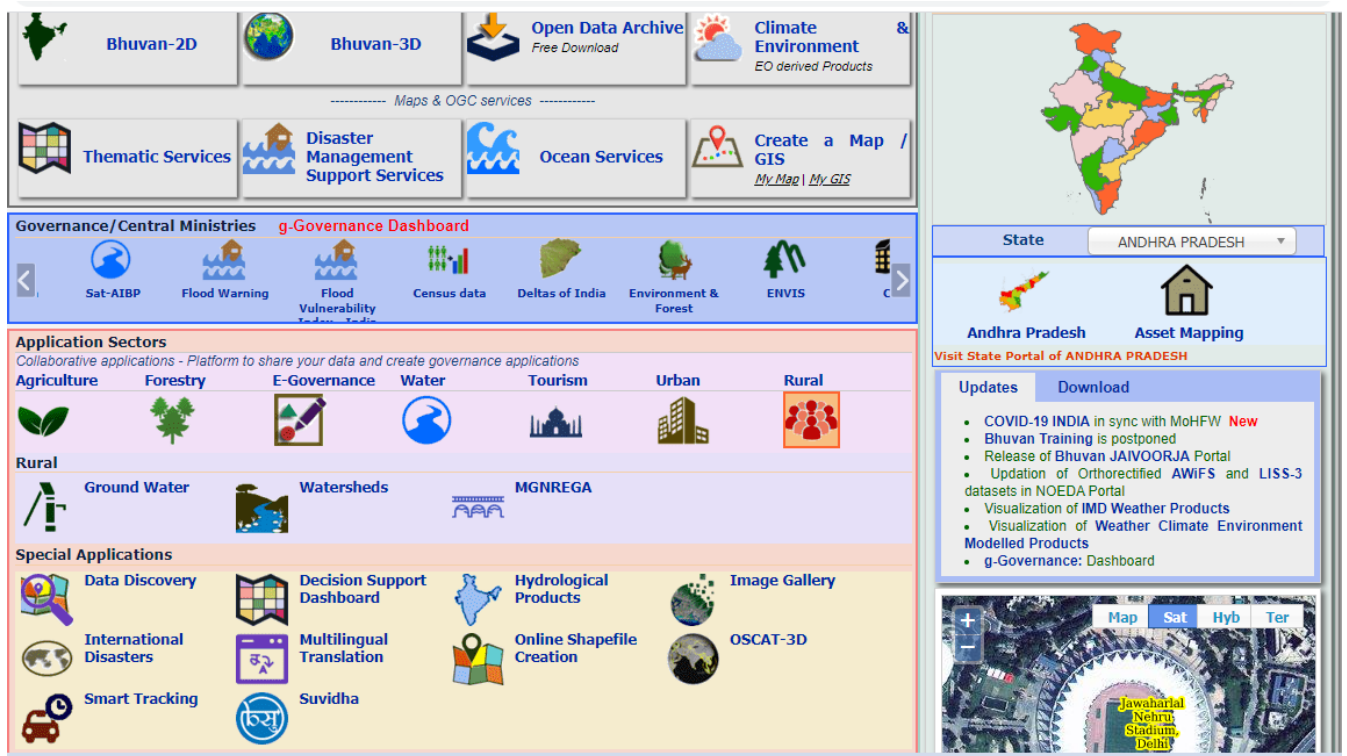 Bhuvan-2D
Bhuvan-3D
Open Data Archive
Free Download
Climate &
Environment
EO derived Products
------------ Maps & OGC services ------------
Thematic Services
Disaster
Management
Support Services
Ocean Services
Create a Map /
GIS
My Map | My GIS
Governance/Central Ministries g-Governance Dashboard
Sat-AIBP
Flood Warning
Flood
Vulnerability
Index - India
Census data
Deltas of India
Environment &
Forest
ENVIS
C
Application Sectors
Collaborative applications - Platform to share your data and create governance applications
Agriculture Forestry E-Governance Water Tourism Urban Rural
Rural
Ground Water
Watersheds
MGNREGA
Special Applications
Data Discovery
Decision Support
Dashboard
Hydrological
Products
Image Gallery
International
Disasters
Multilingual
Translation
Online Shapefile
Creation
OSCAT-3D
Smart Tracking
Suvidha
State ANDHRA PRADESH
Andhra Pradesh
Asset Mapping
Visit State Portal of ANDHRA PRADESH
Updates Download
COVID-19 INDIA in sync with MoHFW New
Bhuvan Training is postponed
Release of Bhuvan JAIVOORJA Portal
Updation of Orthorectified AWiFS and LISS-3
datasets in NOEDA Portal
Visualization of IMD Weather Products
Visualization of Weather Climate Environment
Modelled Products
g-Governance: Dashboard
+
−
Map Sat Hyb Ter
Jawaharlal
Nehru
Stadium,
Delhi